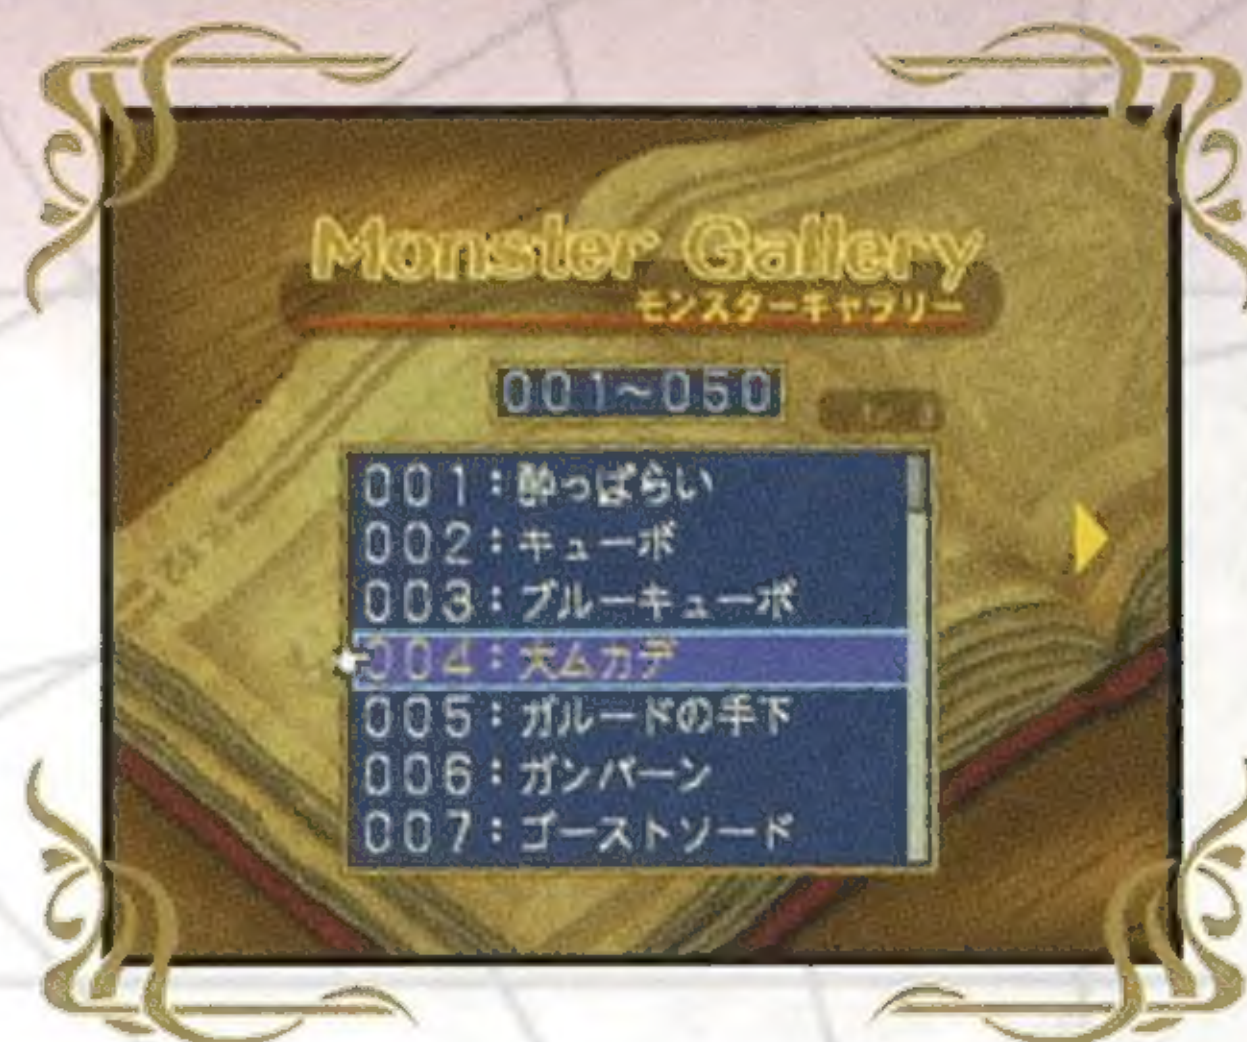 Monster Gallery
モンスターギャラリー
001~050
001:酔っぱらい
002:キューボ
003:ブルーキューボ
004:大ムカデ
005:ガルードの手下
006:ガンバーン
007:ゴーストソード